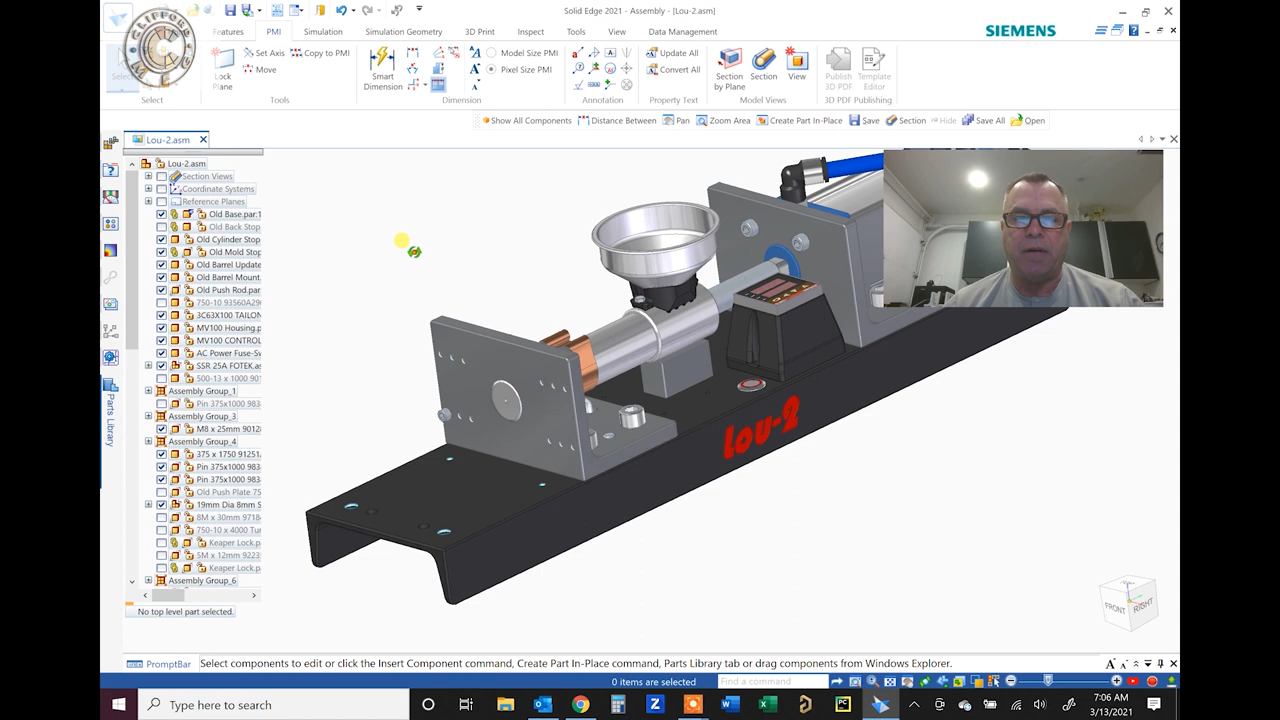 Solid Edge 2021 - Assembly - [Lou-2.asm]
Features PMI Simulation Simulation Geometry 3D Print Inspect Tools View Data Management
SIEMENS
CLIFFORD
Select
Lock Plane
Set Axis
Move
Copy to PMI
Smart Dimension
Model Size PMI
Pixel Size PMI
Update All
Convert All
Section by Plane
Section
View
Publish 3D PDF
Template Editor
Select Tools Dimension Annotation Property Text Model Views 3D PDF Publishing
Show All Components Distance Between Pan Zoom Area Create Part In-Place Save Section Hide Save All Open
Lou-2.asm
Lou-2.asm
Section Views
Coordinate Systems
Reference Planes
Old Base.par:1
Old Back Stop
Old Cylinder Stop
Old Mold Stop
Old Barrel Update
Old Barrel Mount.
Old Push Rod.par
750-10 93560A29
3C63X100 TAILON
MV100 Housing.p
MV100 CONTROL
AC Power Fuse-Sw
SSR 25A FOTEK.as
500-13 x 1000 901
Assembly Group_1
Pin 375x1000 983
Assembly Group_3
M8 x 25mm 90128
Assembly Group_4
375 x 1750 91251
Pin 375x1000 983
Pin 375x1000 983
Old Push Plate 75
19mm Dia 8mm S
8M x 30mm 97184
750-10 x 4000 Tur
Keaper Lock.pa
5M x 12mm 9223
Keaper Lock.pa
Assembly Group_6
No top level part selected.
Lou-2
FRONT
RIGHT
Parts Library
PromptBar
Select components to edit or click the Insert Component command, Create Part In-Place command, Parts Library tab or drag components from Windows Explorer.
0 items are selected
Find a command
Type here to search
7:06 AM
3/13/2021